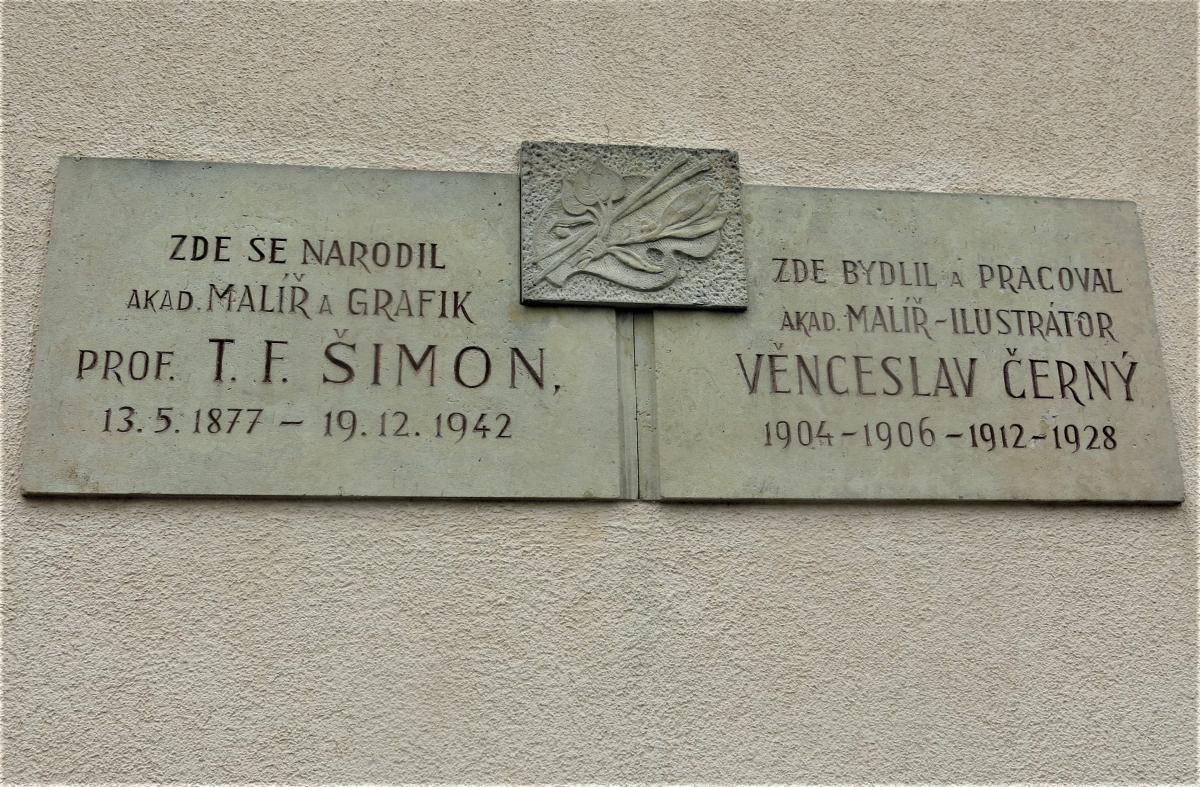 ZDE SE NARODIL
AKAD. MALÍŘ A GRAFIK
PROF. T. F. ŠIMON,
13. 5. 1877 – 19. 12. 1942
ZDE BYDLIL A PRACOVAL
AKAD. MALÍŘ-ILUSTRÁTOR
VĚNCESLAV ČERNÝ
1904–1906–1912–1928